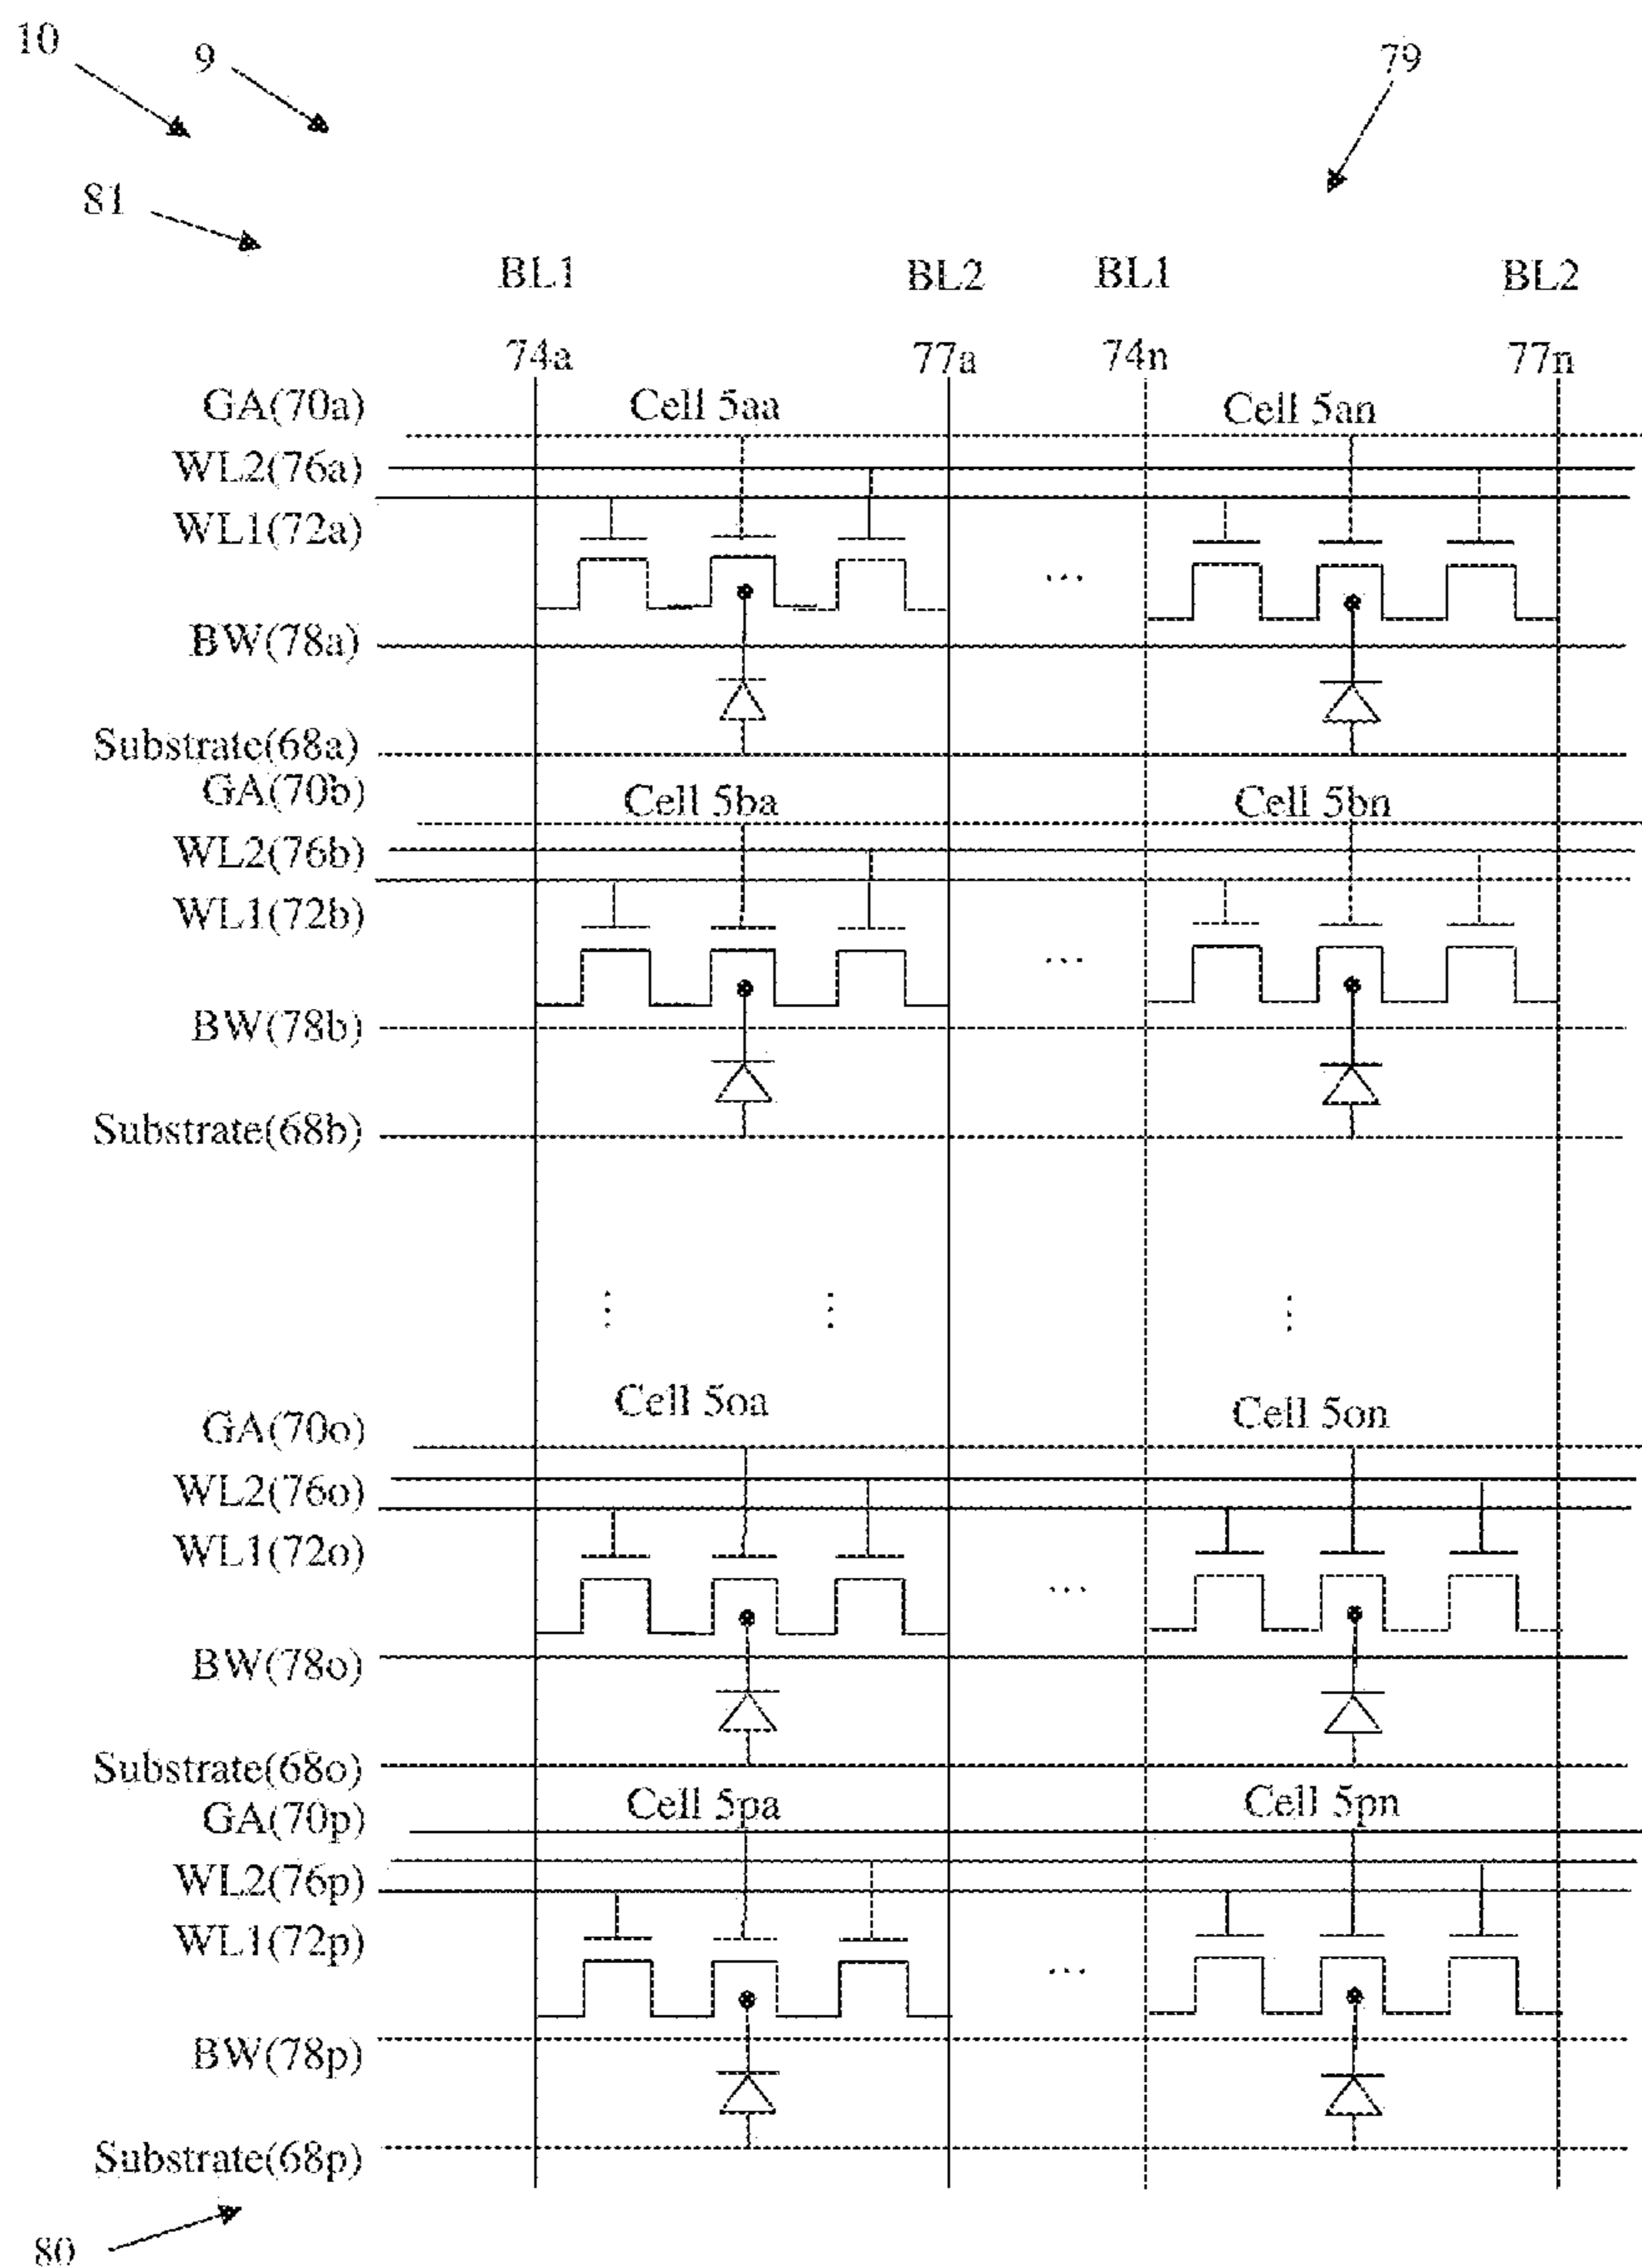 10
9
79
81
BL1 BL2 BL1 BL2
74a 77a 74n 77n
GA(70a) Cell 5aa Cell 5an
WL2(76a)
WL1(72a)
...
BW(78a)
Substrate(68a)
GA(70b) Cell 5ba Cell 5bn
WL2(76b)
WL1(72b)
...
BW(78b)
Substrate(68b)
Cell 5oa Cell 5on
GA(70o)
WL2(76o)
WL1(72o)
...
BW(78o)
Substrate(68o)
GA(70p) Cell 5pa Cell 5pn
WL2(76p)
WL1(72p)
...
BW(78p)
Substrate(68p)
80